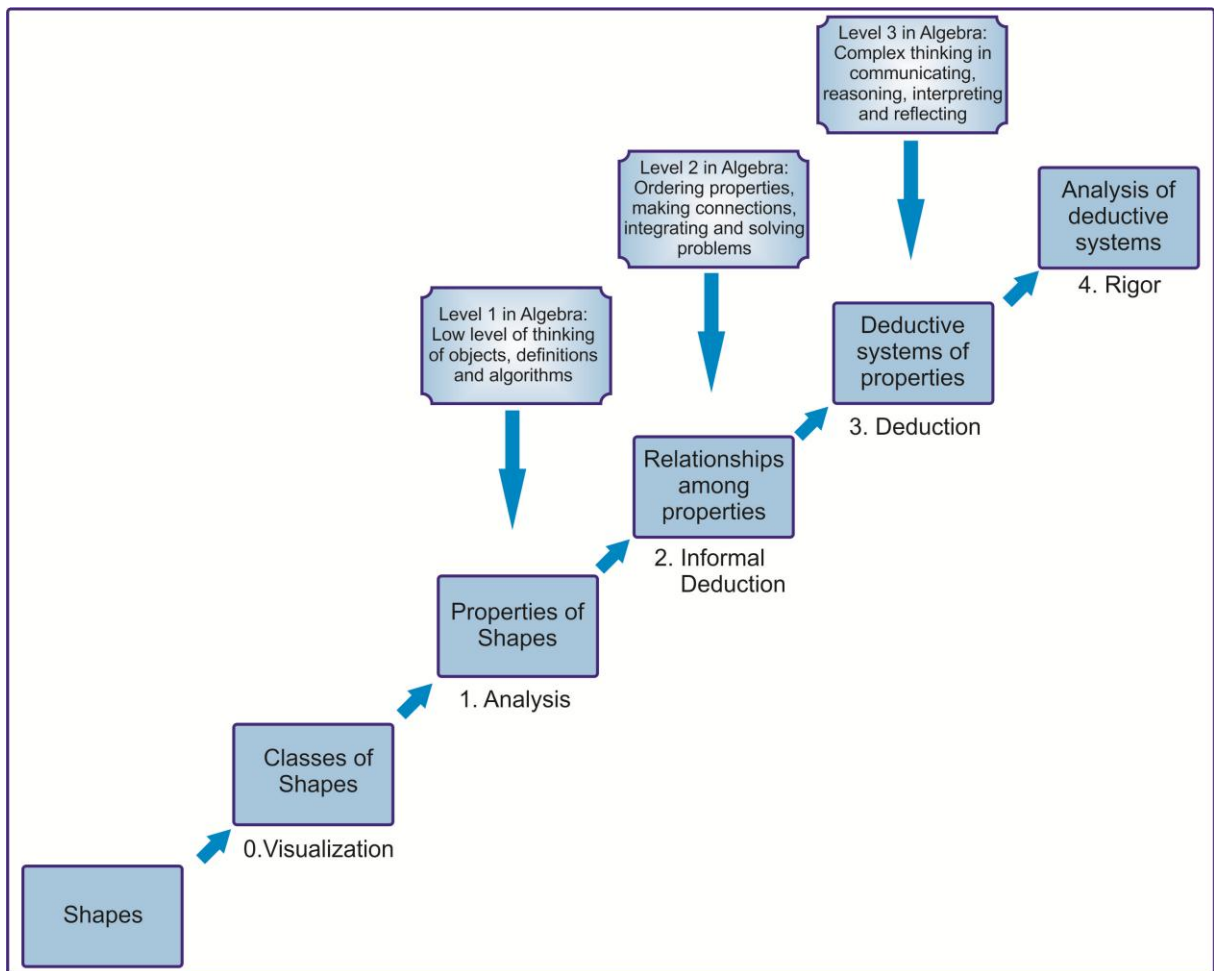 Level 3 in Algebra:
Complex thinking in
communicating,
reasoning, interpreting
and reflecting
Level 2 in Algebra:
Ordering properties,
making connections,
integrating and solving
problems
Analysis of
deductive
systems
4. Rigor
Level 1 in Algebra:
Low level of thinking
of objects, definitions
and algorithms
Deductive
systems of
properties
3. Deduction
Relationships
among
properties
2. Informal
Deduction
Properties of
Shapes
1. Analysis
Classes of
Shapes
0.Visualization
Shapes